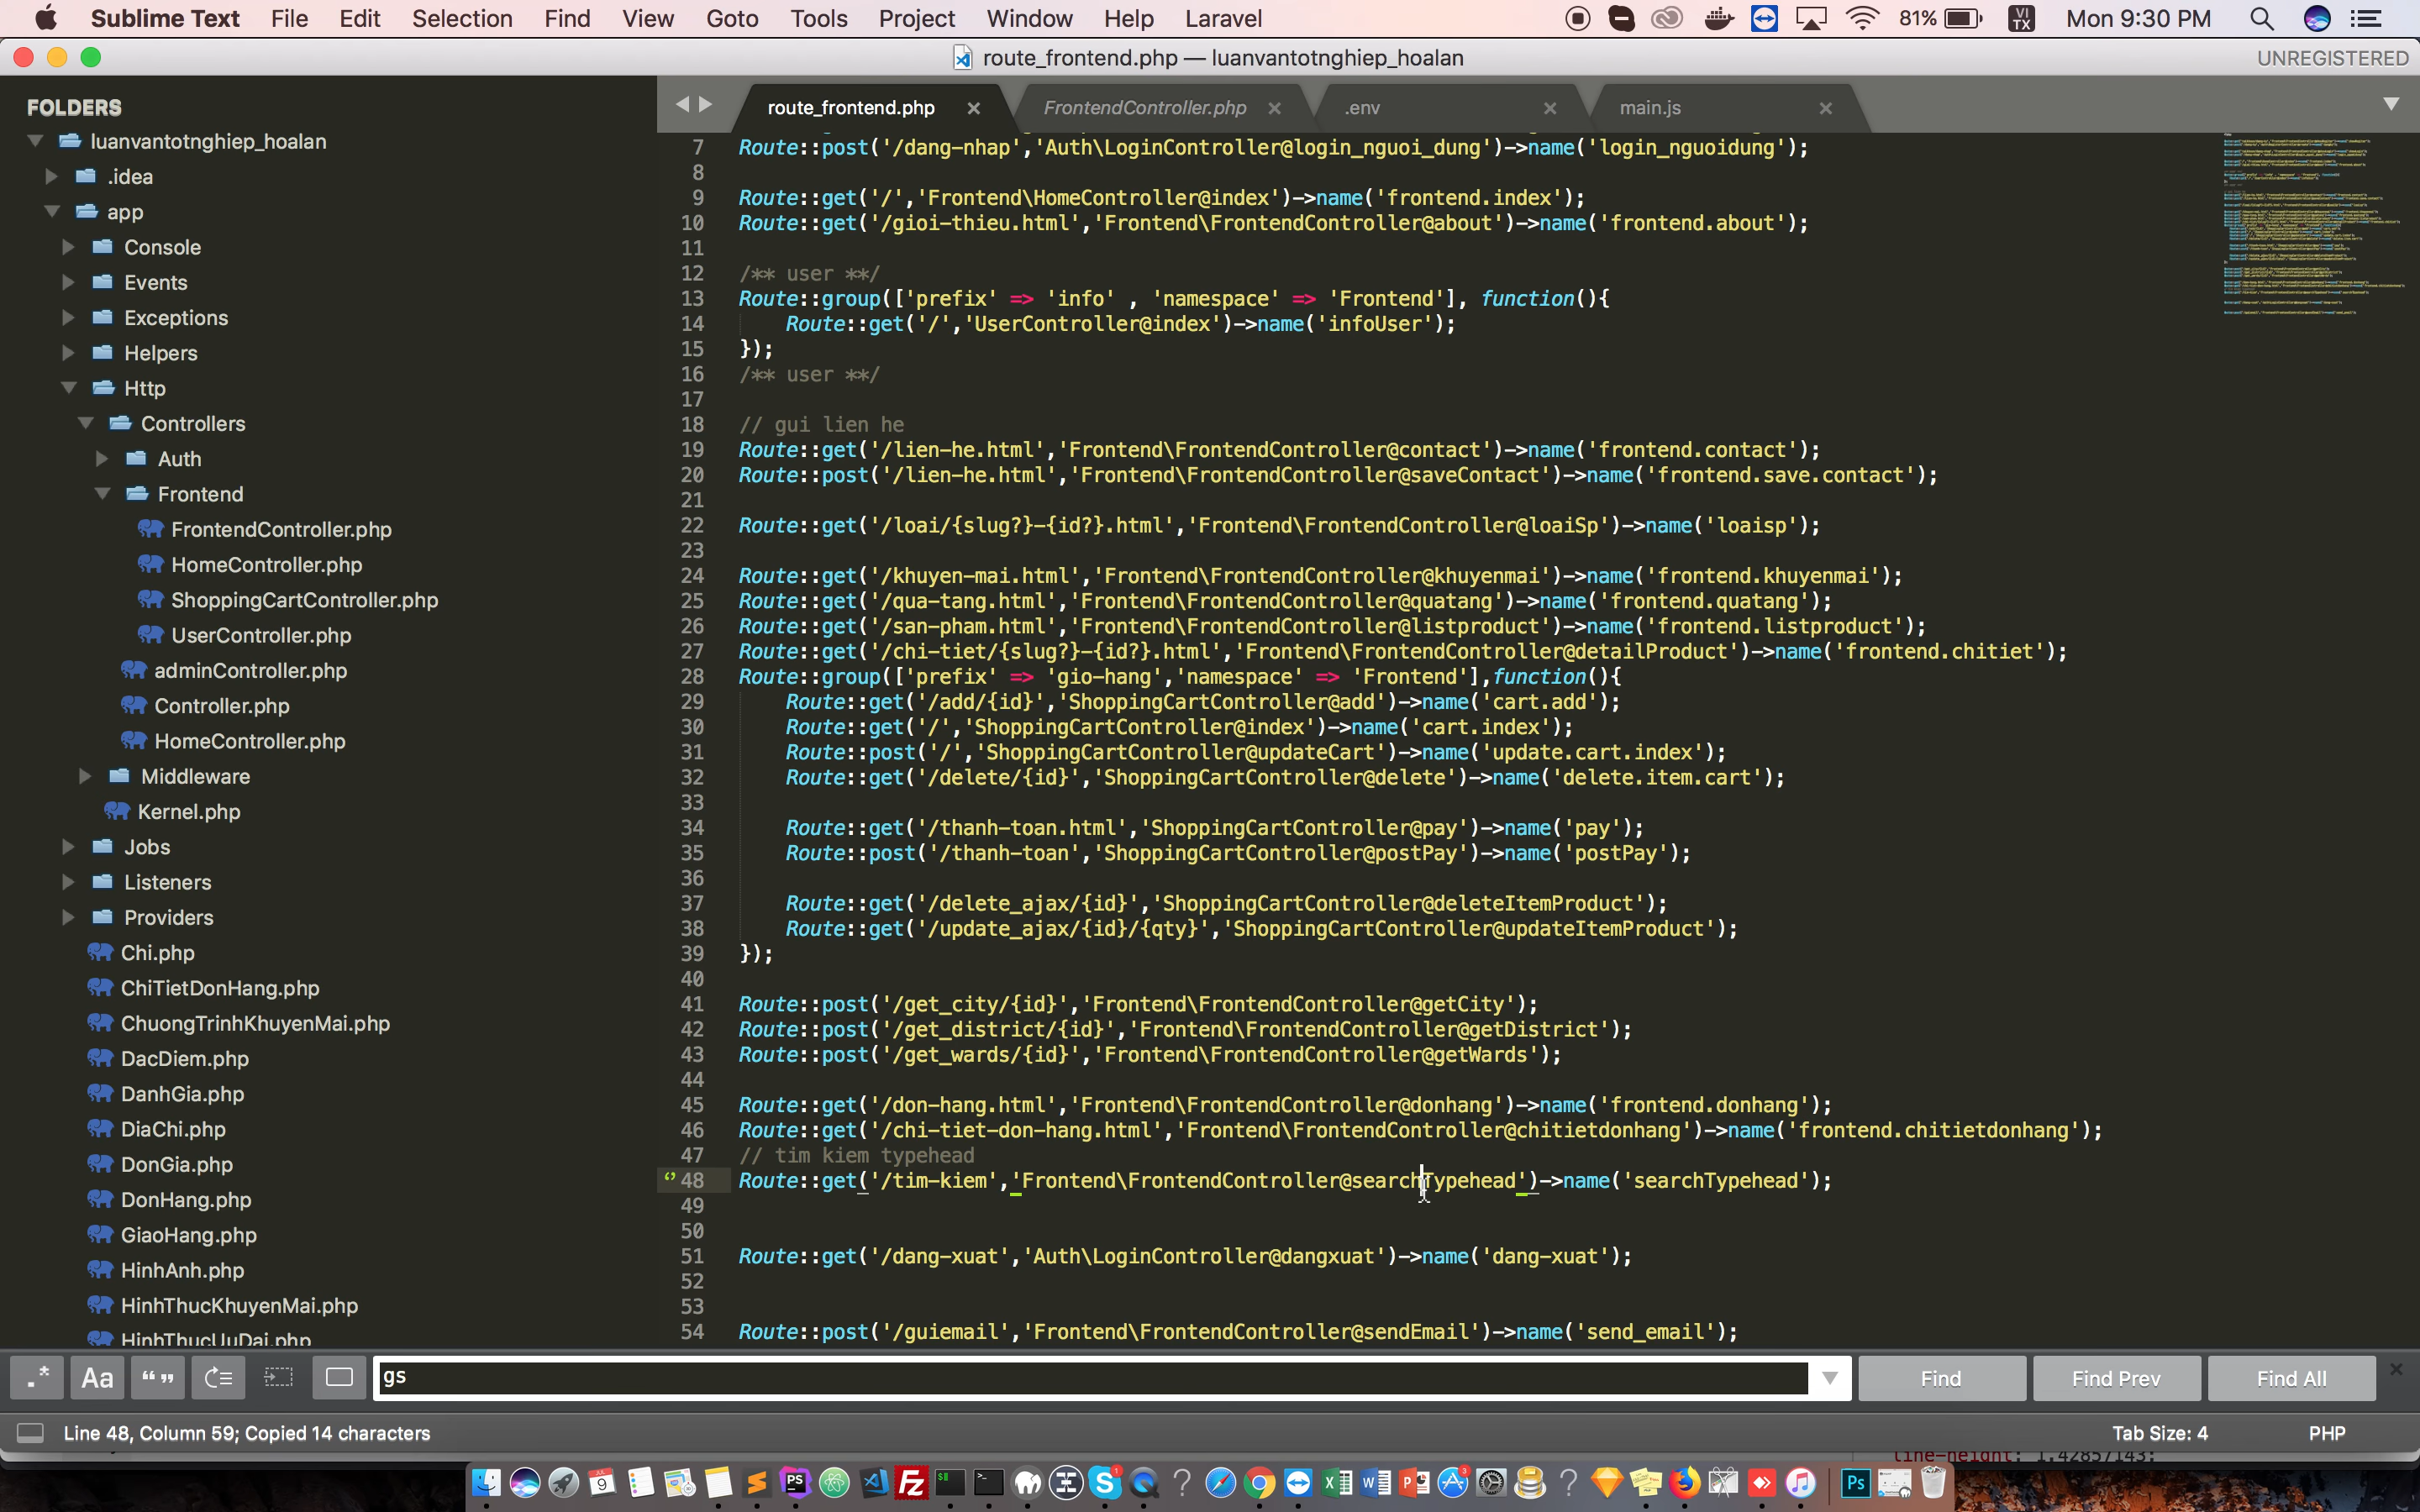 Sublime Text File Edit Selection Find View Goto Tools Project Window Help Laravel 81% VI TX Mon 9:30 PM
route_frontend.php — luanvantotnghiep_hoalan UNREGISTERED
FOLDERS
luanvantotnghiep_hoalan
.idea
app
Console
Events
Exceptions
Helpers
Http
Controllers
Auth
Frontend
FrontendController.php
HomeController.php
ShoppingCartController.php
UserController.php
adminController.php
Controller.php
HomeController.php
Middleware
Kernel.php
Jobs
Listeners
Providers
Chi.php
ChiTietDonHang.php
ChuongTrinhKhuyenMai.php
DacDiem.php
DanhGia.php
DiaChi.php
DonGia.php
DonHang.php
GiaoHang.php
HinhAnh.php
HinhThucKhuyenMai.php
HinhThucUuDai.php
route_frontend.php FrontendController.php .env main.js
7 Route::post('/dang-nhap','Auth\LoginController@login_nguoi_dung')->name('login_nguoidung');
8
9 Route::get('/','Frontend\HomeController@index')->name('frontend.index');
10 Route::get('/gioi-thieu.html','Frontend\FrontendController@about')->name('frontend.about');
11
12 /** user **/
13 Route::group(['prefix' => 'info' , 'namespace' => 'Frontend'], function(){
14 Route::get('/','UserController@index')->name('infoUser');
15 });
16 /** user **/
17
18 // gui lien he
19 Route::get('/lien-he.html','Frontend\FrontendController@contact')->name('frontend.contact');
20 Route::post('/lien-he.html','Frontend\FrontendController@saveContact')->name('frontend.save.contact');
21
22 Route::get('/loai/{slug?}-{id?}.html','Frontend\FrontendController@loaiSp')->name('loaisp');
23
24 Route::get('/khuyen-mai.html','Frontend\FrontendController@khuyenmai')->name('frontend.khuyenmai');
25 Route::get('/qua-tang.html','Frontend\FrontendController@quatang')->name('frontend.quatang');
26 Route::get('/san-pham.html','Frontend\FrontendController@listproduct')->name('frontend.listproduct');
27 Route::get('/chi-tiet/{slug?}-{id?}.html','Frontend\FrontendController@detailProduct')->name('frontend.chitiet');
28 Route::group(['prefix' => 'gio-hang','namespace' => 'Frontend'],function(){
29 Route::get('/add/{id}','ShoppingCartController@add')->name('cart.add');
30 Route::get('/','ShoppingCartController@index')->name('cart.index');
31 Route::post('/','ShoppingCartController@updateCart')->name('update.cart.index');
32 Route::get('/delete/{id}','ShoppingCartController@delete')->name('delete.item.cart');
33
34 Route::get('/thanh-toan.html','ShoppingCartController@pay')->name('pay');
35 Route::post('/thanh-toan','ShoppingCartController@postPay')->name('postPay');
36
37 Route::get('/delete_ajax/{id}','ShoppingCartController@deleteItemProduct');
38 Route::get('/update_ajax/{id}/{qty}','ShoppingCartController@updateItemProduct');
39 });
40
41 Route::post('/get_city/{id}','Frontend\FrontendController@getCity');
42 Route::post('/get_district/{id}','Frontend\FrontendController@getDistrict');
43 Route::post('/get_wards/{id}','Frontend\FrontendController@getWards');
44
45 Route::get('/don-hang.html','Frontend\FrontendController@donhang')->name('frontend.donhang');
46 Route::get('/chi-tiet-don-hang.html','Frontend\FrontendController@chitietdonhang')->name('frontend.chitietdonhang');
47 // tim kiem typehead
48 Route::get('/tim-kiem','Frontend\FrontendController@searchTypehead')->name('searchTypehead');
49
50
51 Route::get('/dang-xuat','Auth\LoginController@dangxuat')->name('dang-xuat');
52
53
54 Route::post('/guiemail','Frontend\FrontendController@sendEmail')->name('send_email');
.* Aa “” gs Find Find Prev Find All
Line 48, Column 59; Copied 14 characters Tab Size: 4 PHP
line-height: 1.42857143;